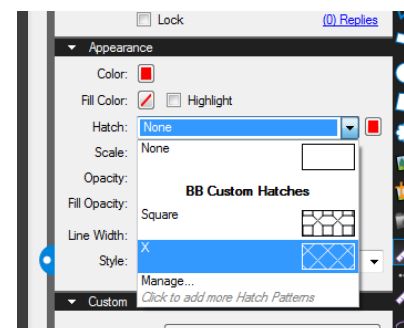 Lock (0) Replies
Appearance
Color:
Fill Color: Highlight
Hatch: None
Scale: None
Opacity:
BB Custom Hatches
Fill Opacity:
Square
Line Width:
X
Style:
Manage...
Custom Click to add more Hatch Patterns